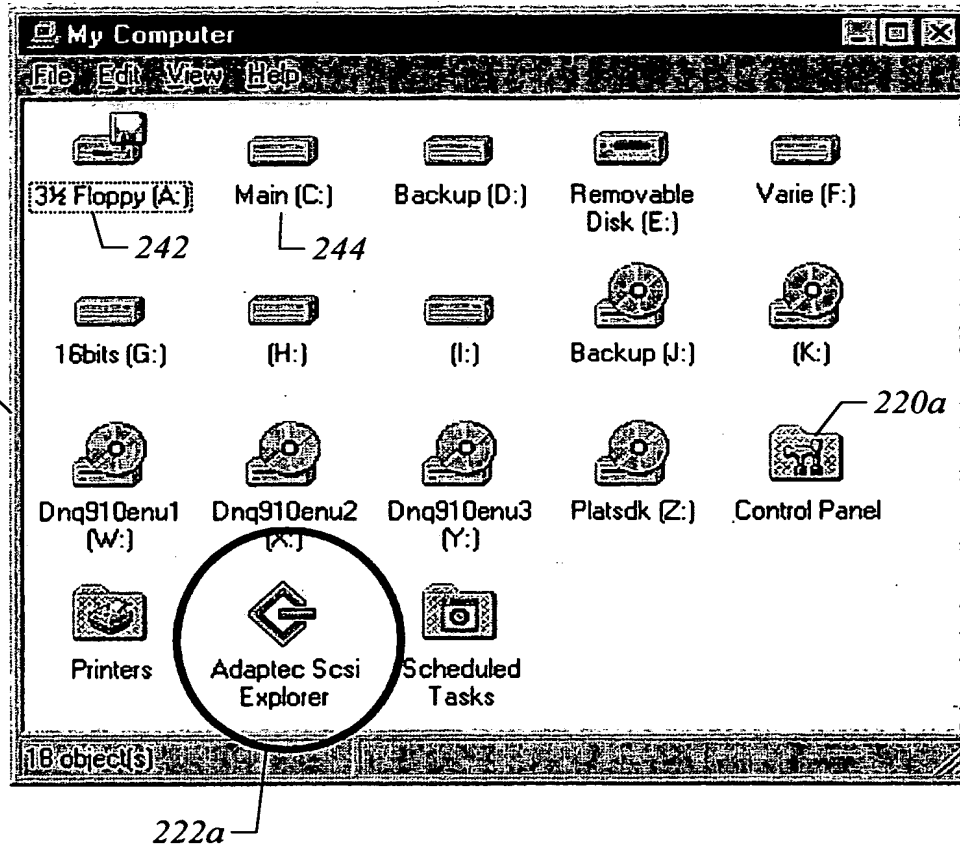 My Computer
File Edit View Help
3½ Floppy (A:) Main (C:) Backup (D:) Removable Disk (E:) Varie (F:)
242 244
16bits (G:) (H:) (I:) Backup (J:) (K:)
220a
Dnq910enu1 (W:) Dnq910enu2 (X:) Dnq910enu3 (Y:) Platsdk (Z:) Control Panel
Printers Adaptec Scsi Explorer Scheduled Tasks
18 object(s)
222a